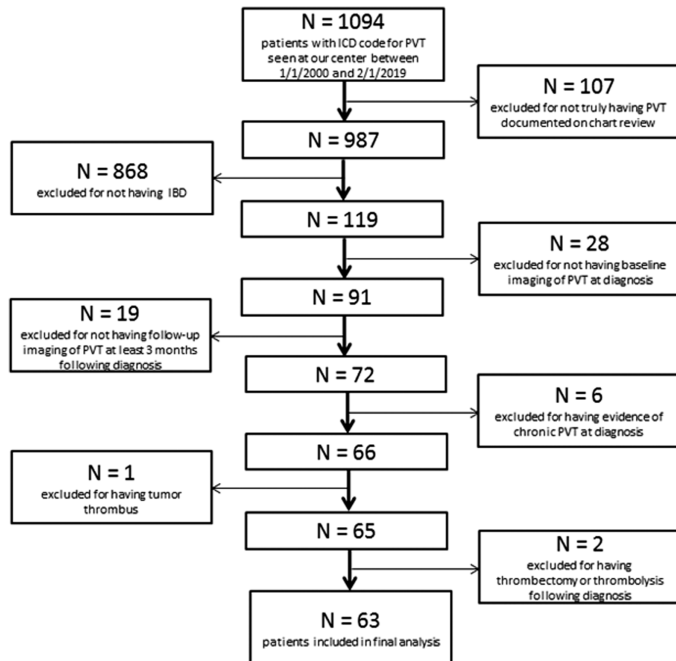 N = 1094
patients with ICD code for PVT
seen at our center between
1/1/2000 and 2/1/2019
N = 107
excluded for not truly having PVT
documented on chart review
N = 987
N = 868
excluded for not having IBD
N = 119
N = 28
excluded for not having baseline
imaging of PVT at diagnosis
N = 91
N = 19
excluded for not having follow-up
imaging of PVT at least 3 months
following diagnosis
N = 72
N = 6
excluded for having evidence of
chronic PVT at diagnosis
N = 66
N = 1
excluded for having tumor
thrombus
N = 65
N = 2
excluded for having
thrombectomy or thrombolysis
following diagnosis
N = 63
patients included in final analysis